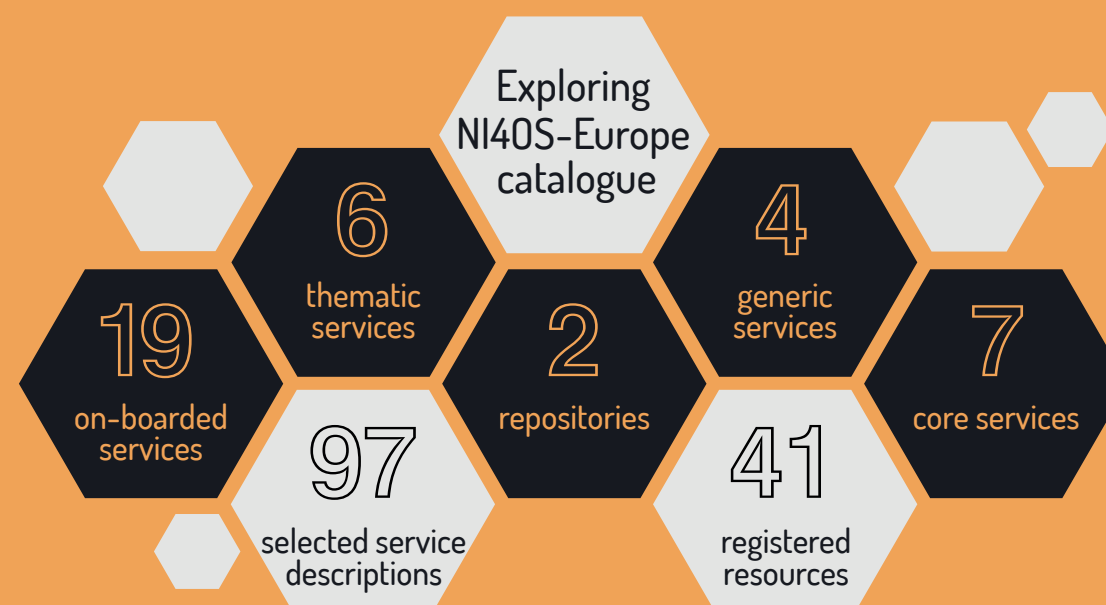 Exploring
NI4OS-Europe
catalogue
6
thematic
services
4
generic
services
19
on-boarded
services
2
repositories
7
core services
97
selected service
descriptions
41
registered
resources